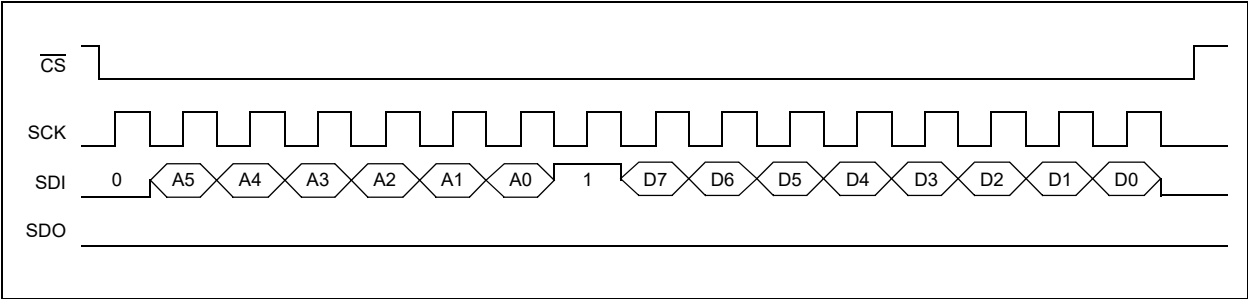 CS
SCK
SDI 0 A5 A4 A3 A2 A1 A0 1 D7 D6 D5 D4 D3 D2 D1 D0
SDO